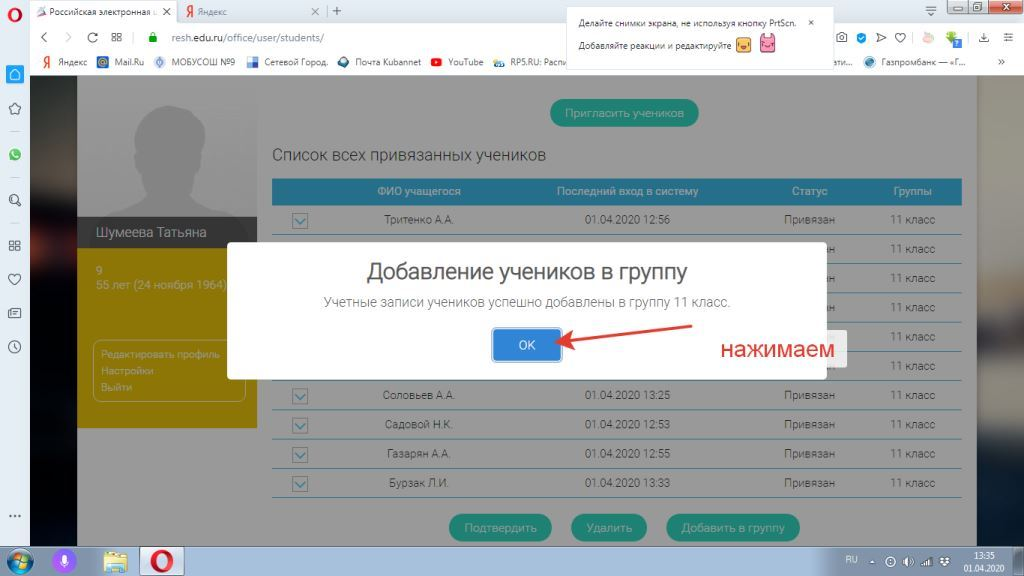 Российская электронная ш
Яндекс
Делайте снимки экрана, не используя кнопку PrtScn.
Добавляйте реакции и редактируйте
resh.edu.ru/office/user/students/
Яндекс
Mail.Ru
МОБУСОШ №9
Сетевой Город.
Почта Kubannet
YouTube
RP5.RU: Распи
Газпромбанк — «Г...
Пригласить учеников
Список всех привязанных учеников
ФИО учащегося Последний вход в систему Статус Группы
Тритенко А.А. 01.04.2020 12:56 Привязан 11 класс
Привязан 11 класс
Шумеева Татьяна
9
55 лет (24 ноября 1964)
Редактировать профиль
Настройки
Выйти
Добавление учеников в группу
Учетные записи учеников успешно добавлены в группу 11 класс.
OK
нажимаем
класс
класс
класс
класс
Соловьев А.А. 01.04.2020 13:25 Привязан 11 класс
Садовой Н.К. 01.04.2020 12:53 Привязан 11 класс
Газарян А.А. 01.04.2020 12:55 Привязан 11 класс
Бурзак Л.И. 01.04.2020 13:33 Привязан 11 класс
Подтвердить
Удалить
Добавить в группу
RU
13:35
01.04.2020